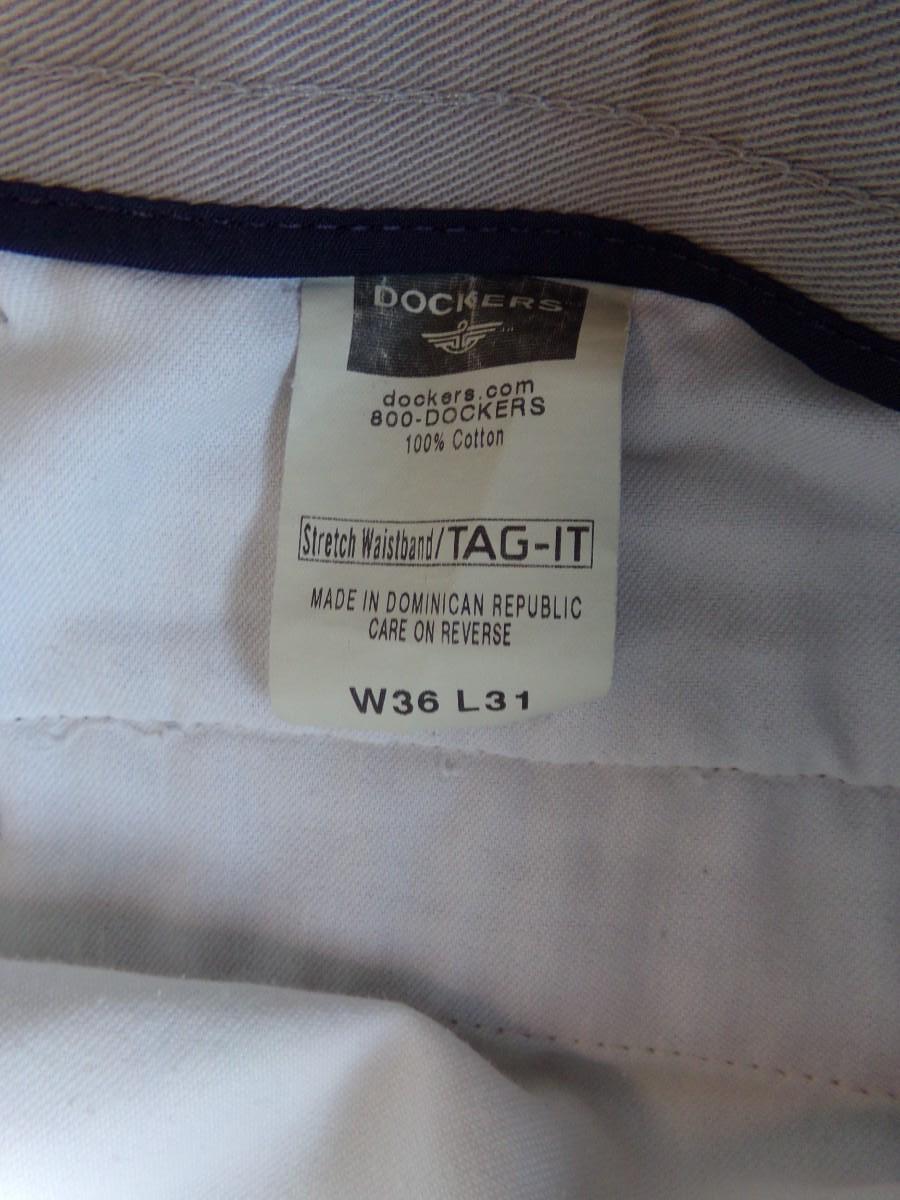 DOCKERS
dockers.com
800-DOCKERS
100% Cotton
Stretch Waistband/TAG-IT
MADE IN DOMINICAN REPUBLIC
CARE ON REVERSE
W36 L31